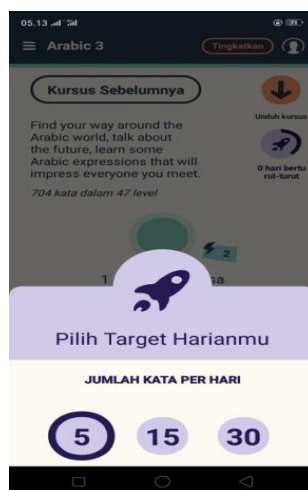 05.13
Arabic 3
Tingkatkan
Kursus Sebelumnya
Unduh kursus
Find your way around the
Arabic world, talk about
the future, learn some
Arabic expressions that will
impress everyone you meet.
0 hari bertu
rut-turut
704 kata dalam 47 level
2
1
sa
Pilih Target Harianmu
JUMLAH KATA PER HARI
5 15 30